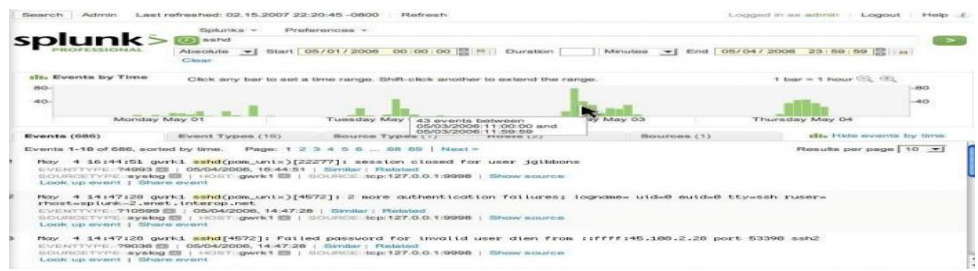 Search Admin Last refreshed: 02.15.2007 22:20:45 -0800 Refresh Logged in as admin Logout Help
splunk>
PROFESSIONAL
Splunks Preferences
sshd
Absolute Start 05/01/2006 00:00:00 Duration Minutes End 05/04/2006 23:59:59
Clear
Events by Time Click any bar to set a time range. Shift-click another to extend the range. 1 bar = 1 hour
80 80
40 40
Monday May 01 Tuesday May May 03 Thursday May 04
43 events between
05/03/2006:11:00:00 and
05/03/2006:11:59:59
Events (686) Event Types (16) Source Types (1) Hosts (2) Sources (1) Hide events by time
Events 1-10 of 686, sorted by time. Page: 1 2 3 4 5 6 ... 68 69 | Next » Results per page 10
May 4 16:44:51 gwrk1 sshd(pam_unix)[22277]: session closed for user jgibbons
EVENTTYPE: ?4993 | 05/04/2006, 16:44:51 | Similar | Related
SOURCETYPE: syslog | HOST: gwrk1 | SOURCE: tcp:127.0.0.1:9998 | Show source
Look up event | Share event
2 May 4 14:47:28 gwrk1 sshd(pam_unix)[4572]: 2 more authentication failures; logname= uid=0 euid=0 tty=ssh ruser=
rhost=splunk-2.enet.interop.net
EVENTTYPE: ?10599 | 05/04/2006, 14:47:28 | Similar | Related
SOURCETYPE: syslog | HOST: gwrk1 | SOURCE: tcp:127.0.0.1:9998 | Show source
Look up event | Share event
3 May 4 14:47:28 gwrk1 sshd[4572]: Failed password for invalid user dien from ::ffff:45.100.2.28 port 53390 ssh2
EVENTTYPE: ?9036 | 05/04/2006, 14:47:28 | Similar | Related
SOURCETYPE: syslog | HOST: gwrk1 | SOURCE: tcp:127.0.0.1:9998 | Show source
Look up event | Share event